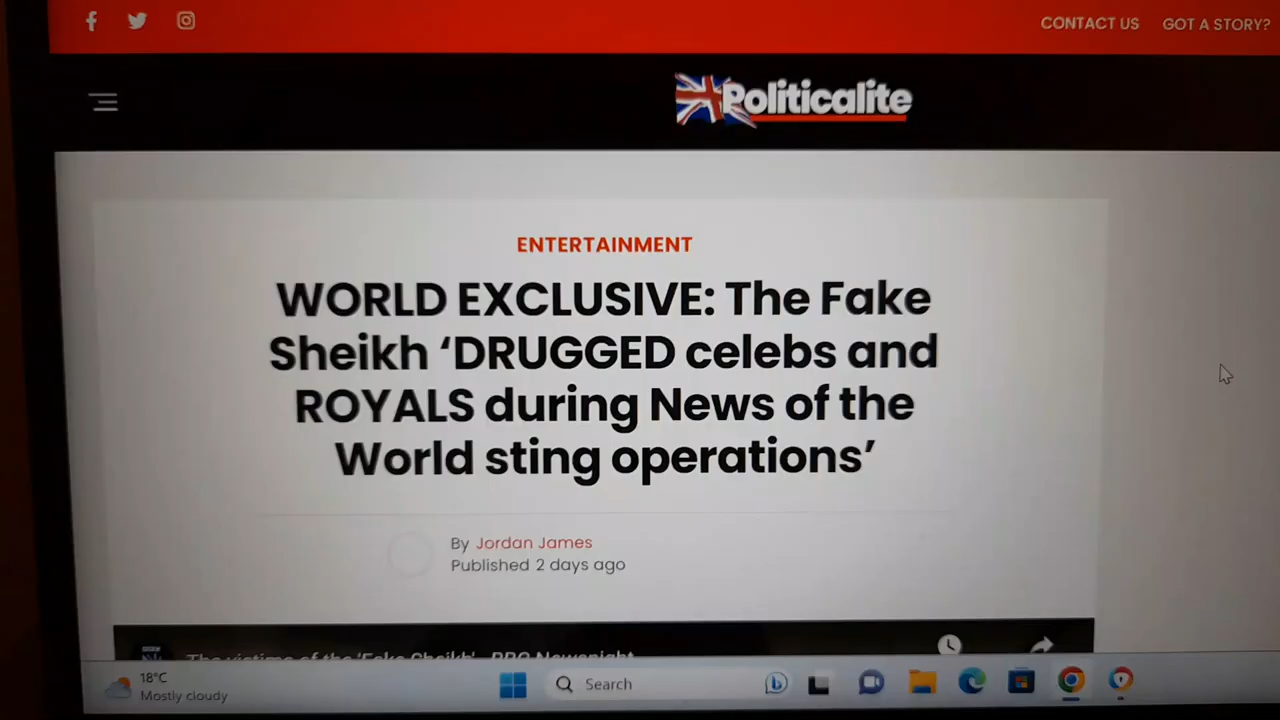 CONTACT US
GOT A STORY?
Politicalite
ENTERTAINMENT
WORLD EXCLUSIVE: The Fake
Sheikh ‘DRUGGED celebs and
ROYALS during News of the
World sting operations’
By Jordan James
Published 2 days ago
The victims of the 'Fake Sheikh' - BBC Newsnight
18°C
Mostly cloudy
Search